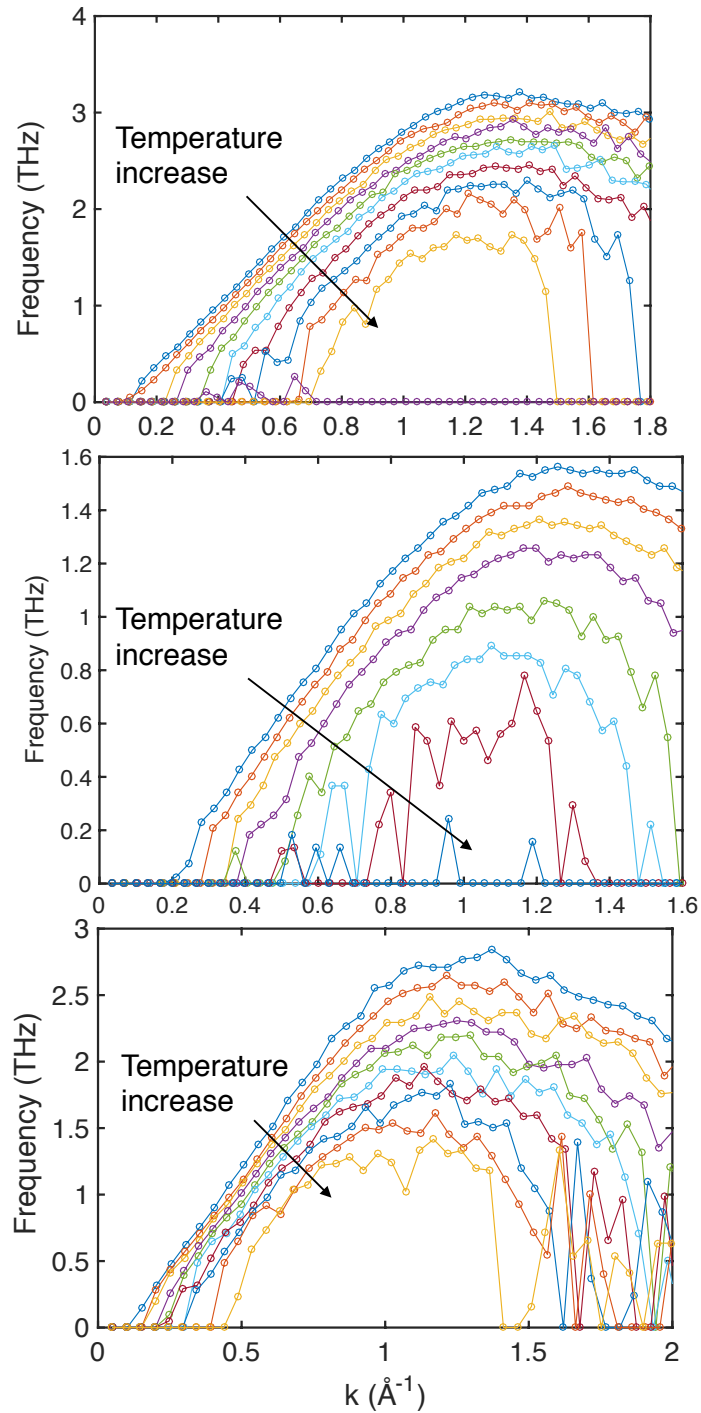 4
3
2
1
0
Frequency (THz)
Temperature
increase
0 0.2 0.4 0.6 0.8 1 1.2 1.4 1.6 1.8
1.6
1.4
1.2
1
0.8
0.6
0.4
0.2
0
Frequency (THz)
Temperature
increase
0 0.2 0.4 0.6 0.8 1 1.2 1.4 1.6
3
2.5
2
1.5
1
0.5
0
Frequency (THz)
Temperature
increase
0 0.5 1 1.5 2
k (Å⁻¹)